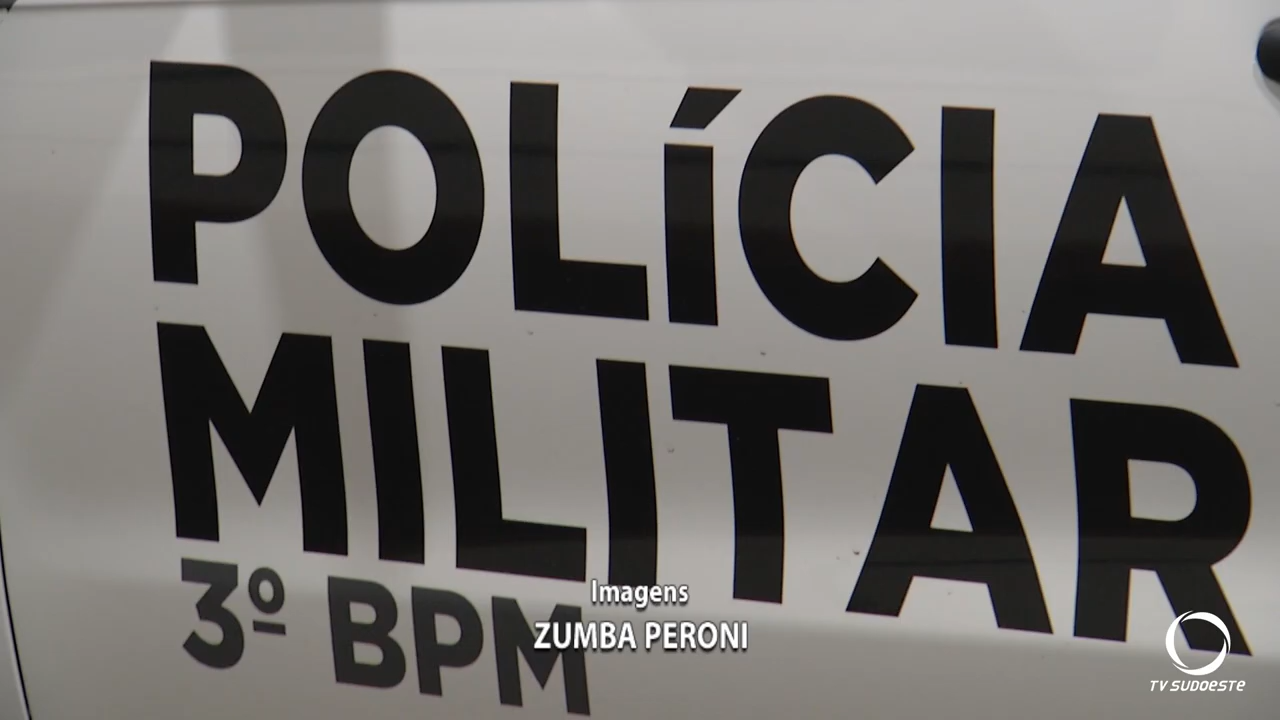 POLíCIA
MILITAR
3º BPM
Imagens
ZUMBA PERONI
TV SUDOESTE